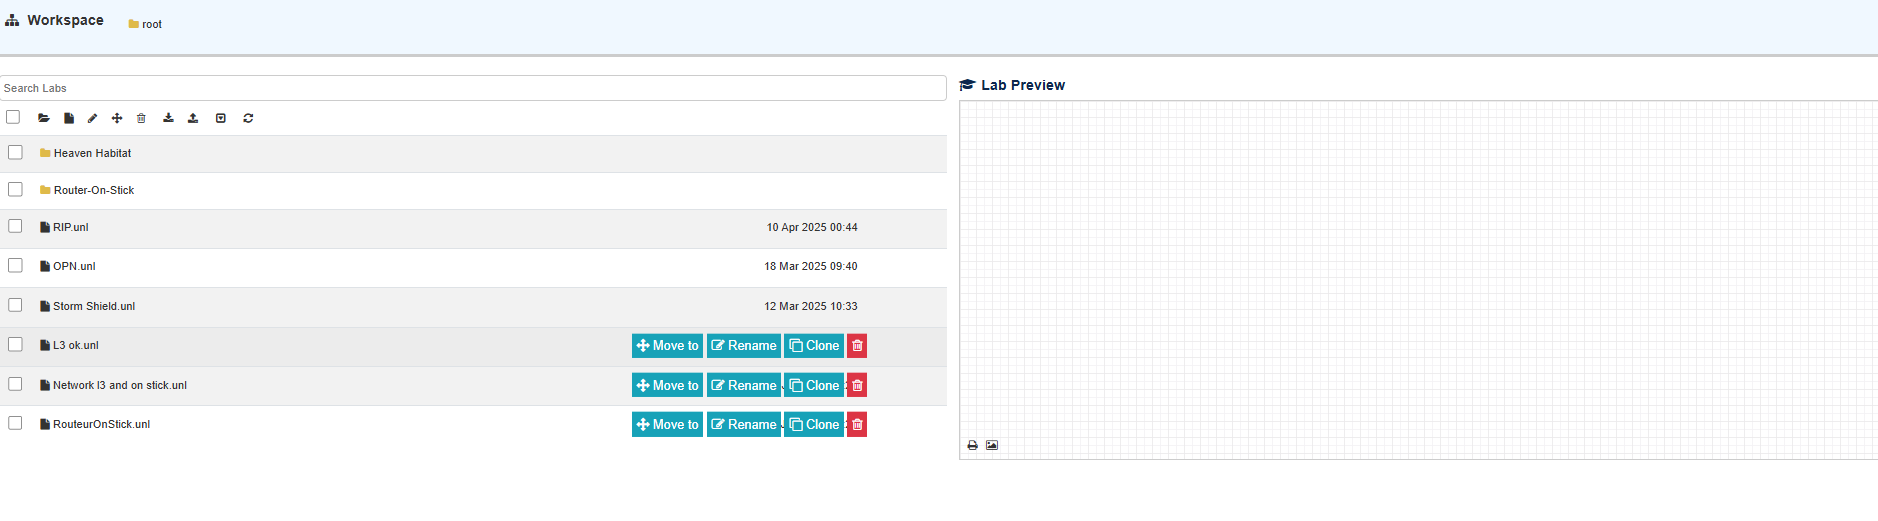 Workspace root
Search Labs
Lab Preview
Heaven Habitat
Router-On-Stick
RIP.unl 10 Apr 2025 00:44
OPN.unl 18 Mar 2025 09:40
Storm Shield.unl 12 Mar 2025 10:33
L3 ok.unl Move to Rename Clone
Network l3 and on stick.unl Move to Rename Clone
RouteurOnStick.unl Move to Rename Clone